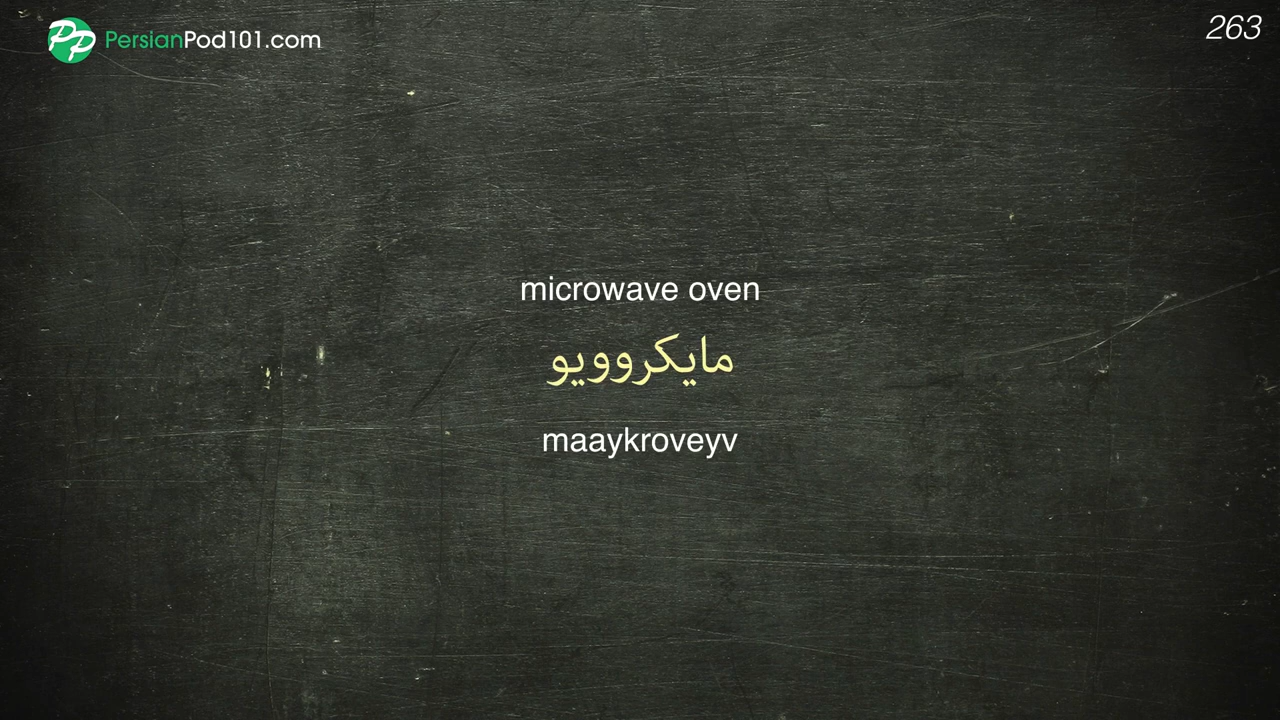 PersianPod101.com
263
microwave oven
مایکروویو
maaykroveyv